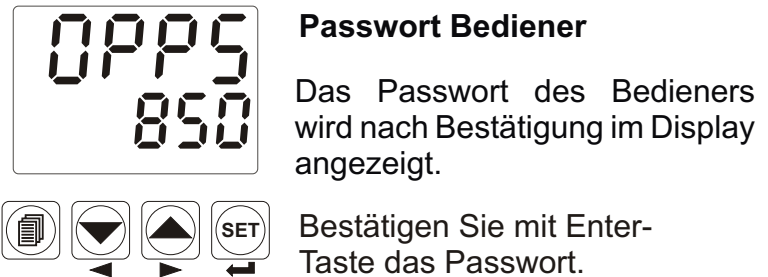 OPPS
850
Passwort Bediener
Das Passwort des Bedieners
wird nach Bestätigung im Display
angezeigt.
SET
Bestätigen Sie mit Enter-
Taste das Passwort.